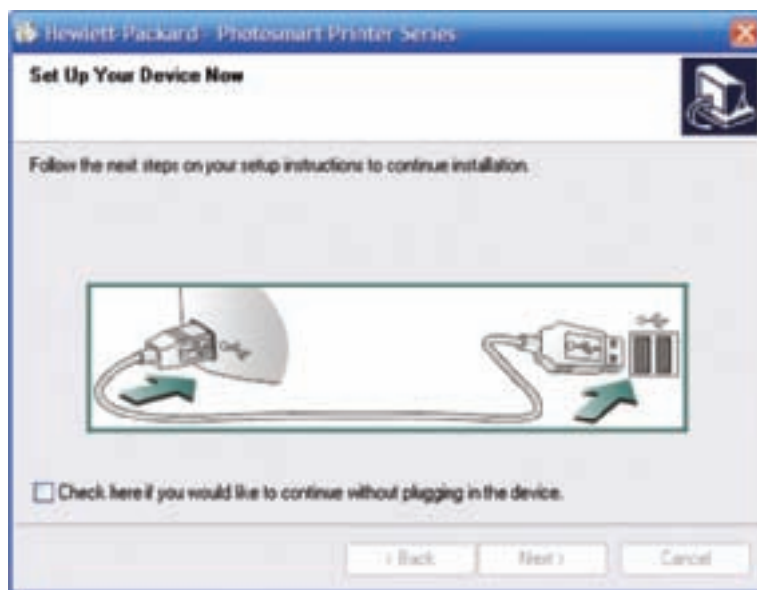 Hewlett-Packard - Photosmart Printer Series
Set Up Your Device Now
Follow the next steps on your setup instructions to continue installation.
Check here if you would like to continue without plugging in the device.
< Back
Next >
Cancel